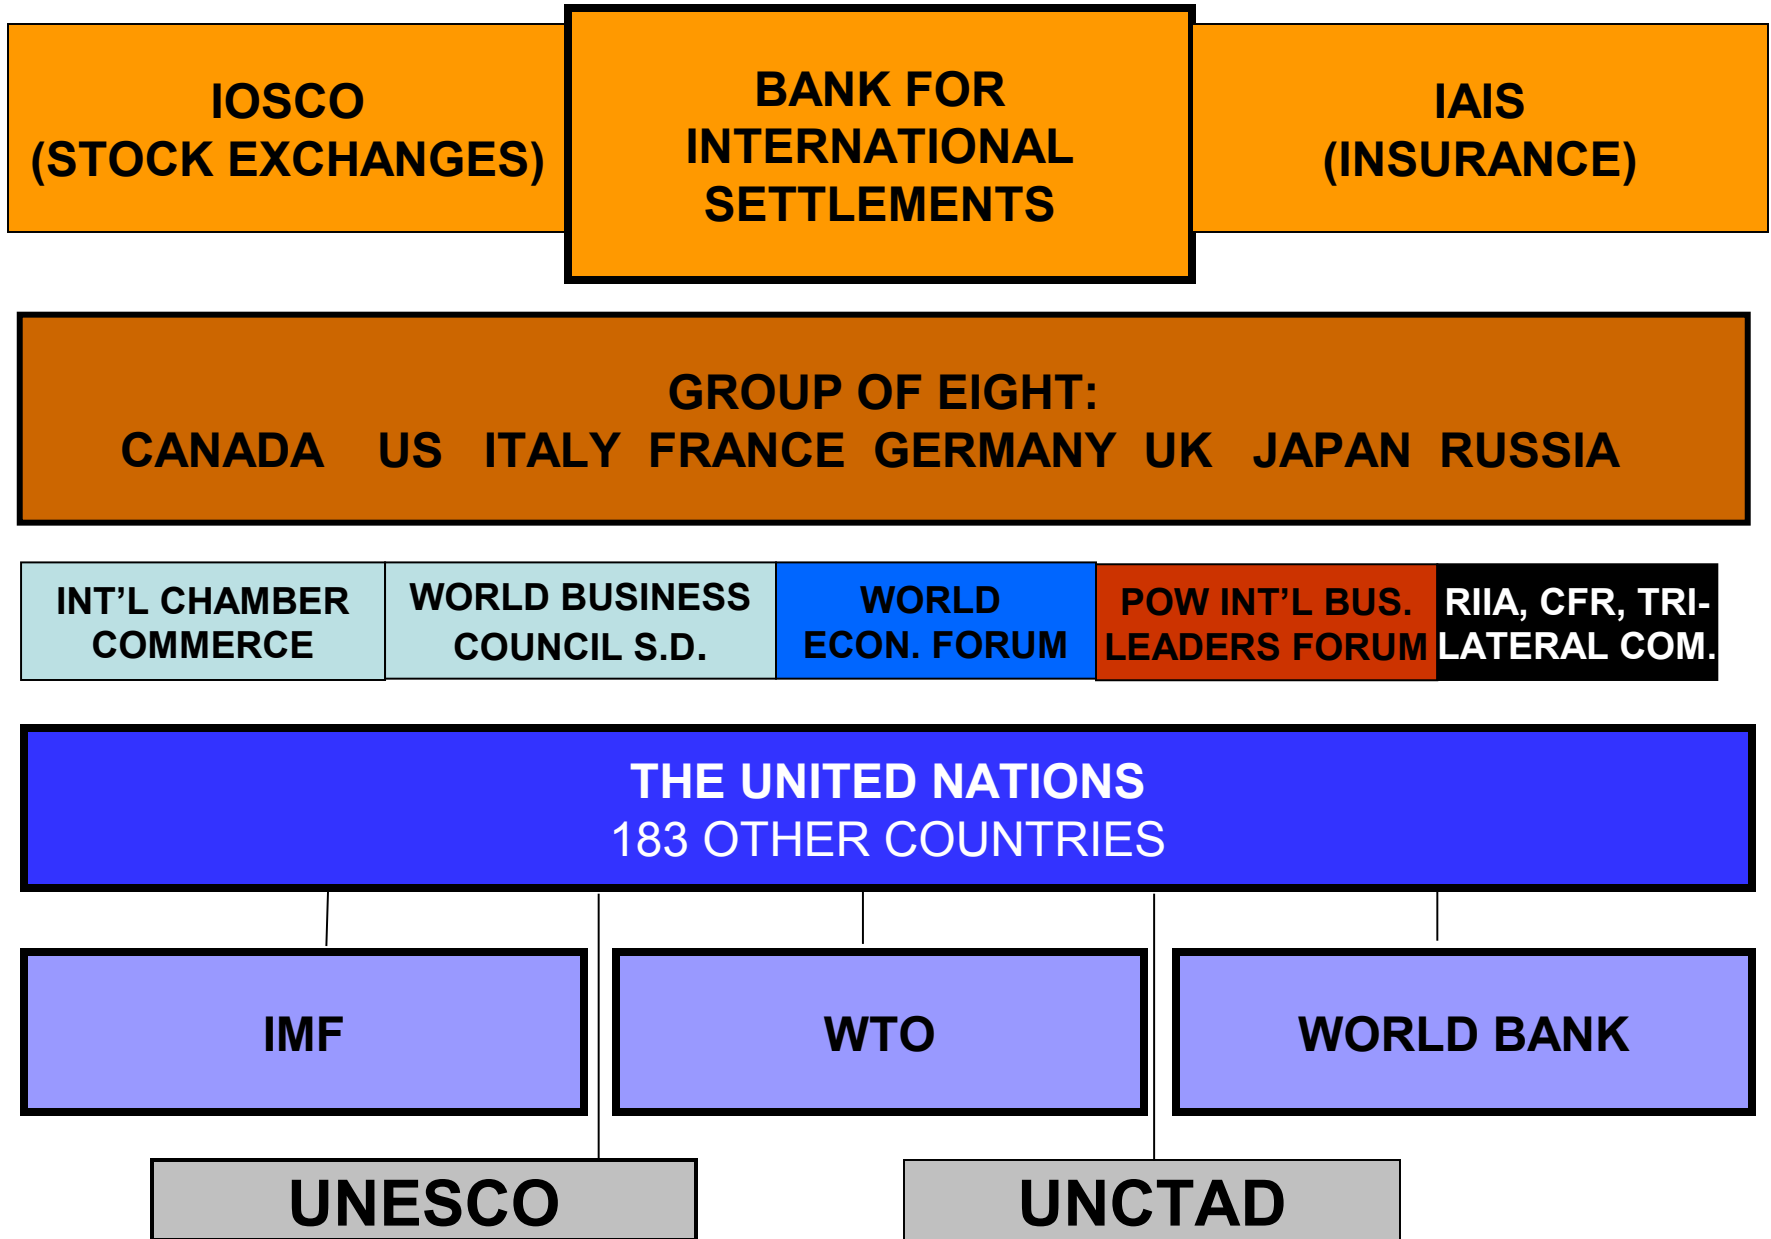 IOSCO
(STOCK EXCHANGES)
BANK FOR
INTERNATIONAL
SETTLEMENTS
IAIS
(INSURANCE)
GROUP OF EIGHT:
CANADA US ITALY FRANCE GERMANY UK JAPAN RUSSIA
INT’L CHAMBER
COMMERCE
WORLD BUSINESS
COUNCIL S.D.
WORLD
ECON. FORUM
POW INT’L BUS.
LEADERS FORUM
RIIA, CFR, TRI-
LATERAL COM.
THE UNITED NATIONS
183 OTHER COUNTRIES
IMF
WTO
WORLD BANK
UNESCO
UNCTAD